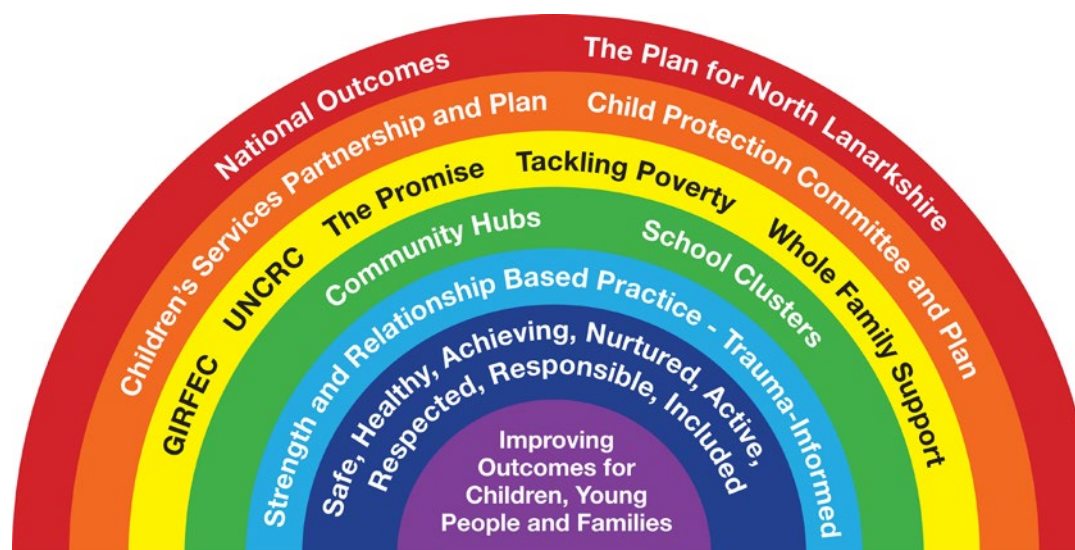 National Outcomes
The Plan for North Lanarkshire
Children's Services Partnership and Plan
Child Protection Committee and Plan
GIRFEC
UNCRC
The Promise
Tackling Poverty
Whole Family Support
Community Hubs
School Clusters
Strength and Relationship Based Practice - Trauma-Informed
Safe, Healthy, Achieving, Nurtured, Active,
Respected, Responsible, Included
Improving
Outcomes for
Children, Young
People and Families